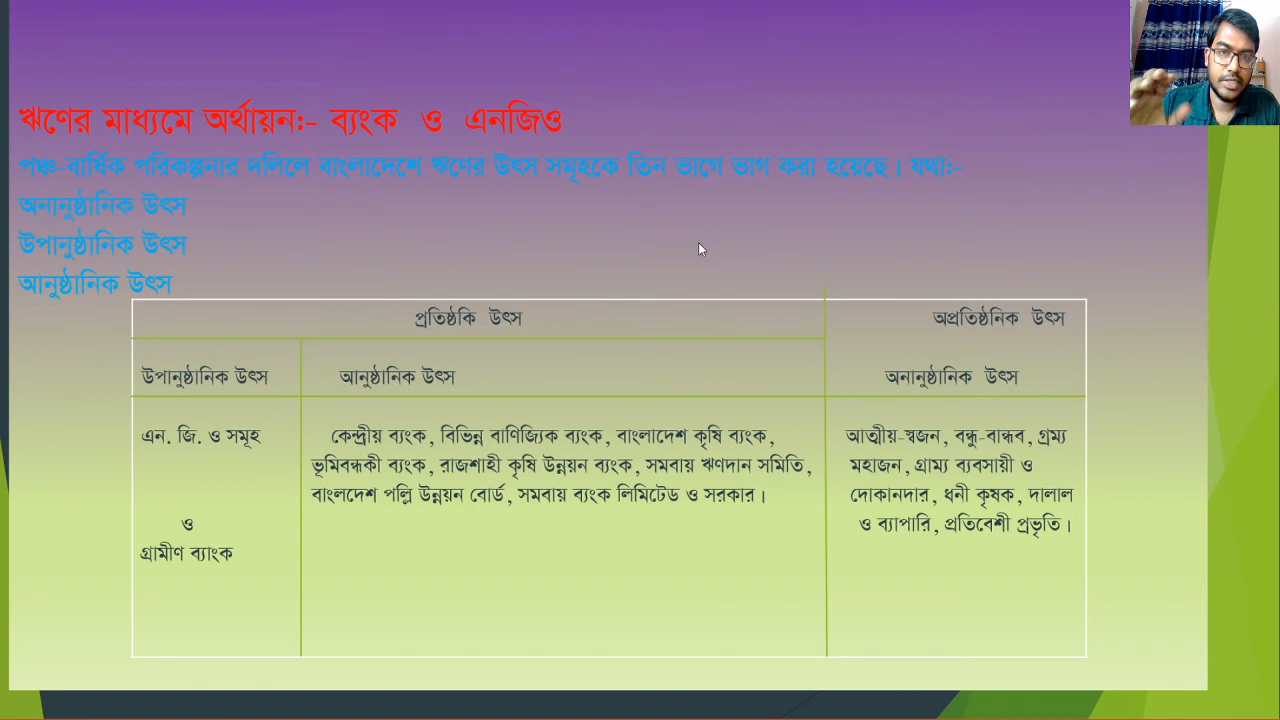 ঋণের মাধ্যমে অর্থায়ন:- ব্যংক ও এনজিও
পঞ্চ-বার্ষিক পরিকল্পনার দলিলে বাংলাদেশে ঋণের উৎস সমূহকে তিন ভাগে ভাগ করা হয়েছে। যথা:-
অনানুষ্ঠানিক উৎস
উপানুষ্ঠানিক উৎস
আনুষ্ঠানিক উৎস
প্রতিষ্ঠকি উৎস
অপ্রতিষ্ঠনিক উৎস
উপানুষ্ঠানিক উৎস
আনুষ্ঠানিক উৎস
অনানুষ্ঠানিক উৎস
এন. জি. ও সমূহ
ও
গ্রামীণ ব্যাংক
কেন্দ্রীয় ব্যংক, বিভিন্ন বাণিজ্যিক ব্যংক, বাংলাদেশ কৃষি ব্যংক,
ভূমিবন্ধকী ব্যংক, রাজশাহী কৃষি উন্নয়ন ব্যংক, সমবায় ঋণদান সমিতি,
বাংলদেশ পল্লি উন্নয়ন বোর্ড, সমবায় ব্যংক লিমিটেড ও সরকার।
আত্মীয়-স্বজন, বন্ধু-বান্ধব, গ্রম্য
মহাজন, গ্রাম্য ব্যবসায়ী ও
দোকানদার, ধনী কৃষক, দালাল
ও ব্যাপারি, প্রতিবেশী প্রভৃতি।